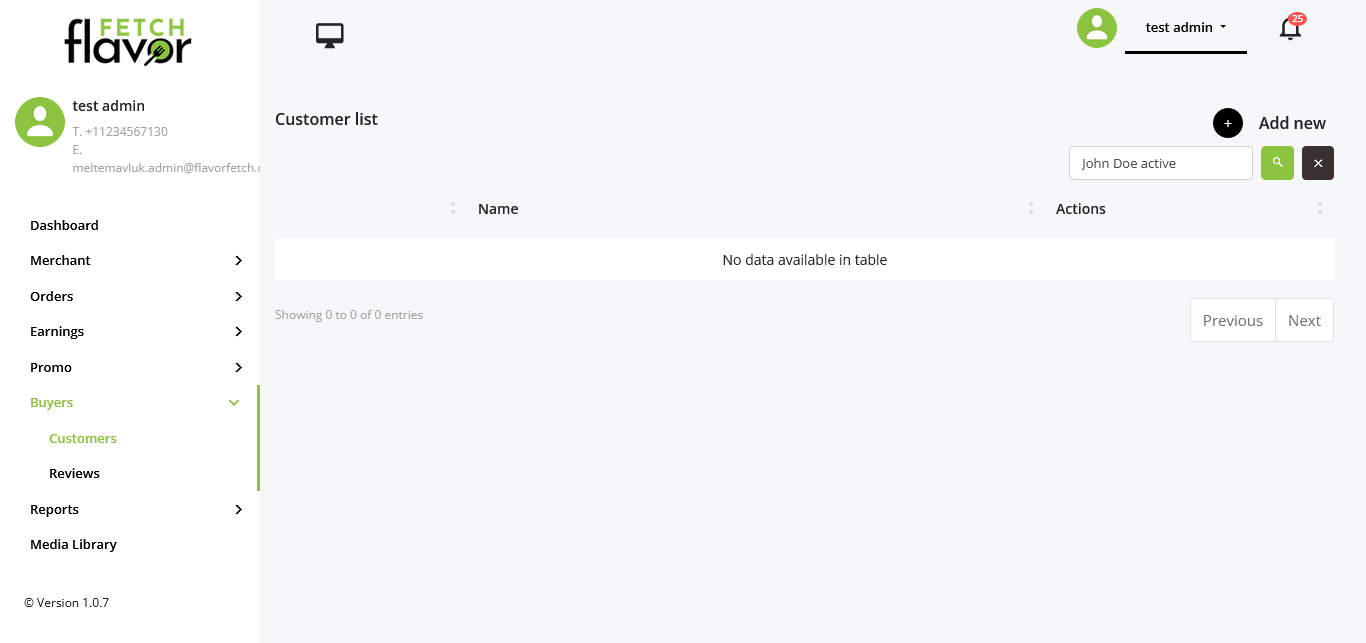 FETCH
flavor
test admin
25
test admin
T. +11234567130
E.
meltemavluk.admin@flavorfetch.
Customer list
+ Add new
John Doe active
Name
Actions
No data available in table
Showing 0 to 0 of 0 entries
Previous
Next
Dashboard
Merchant
Orders
Earnings
Promo
Buyers
Customers
Reviews
Reports
Media Library
© Version 1.0.7